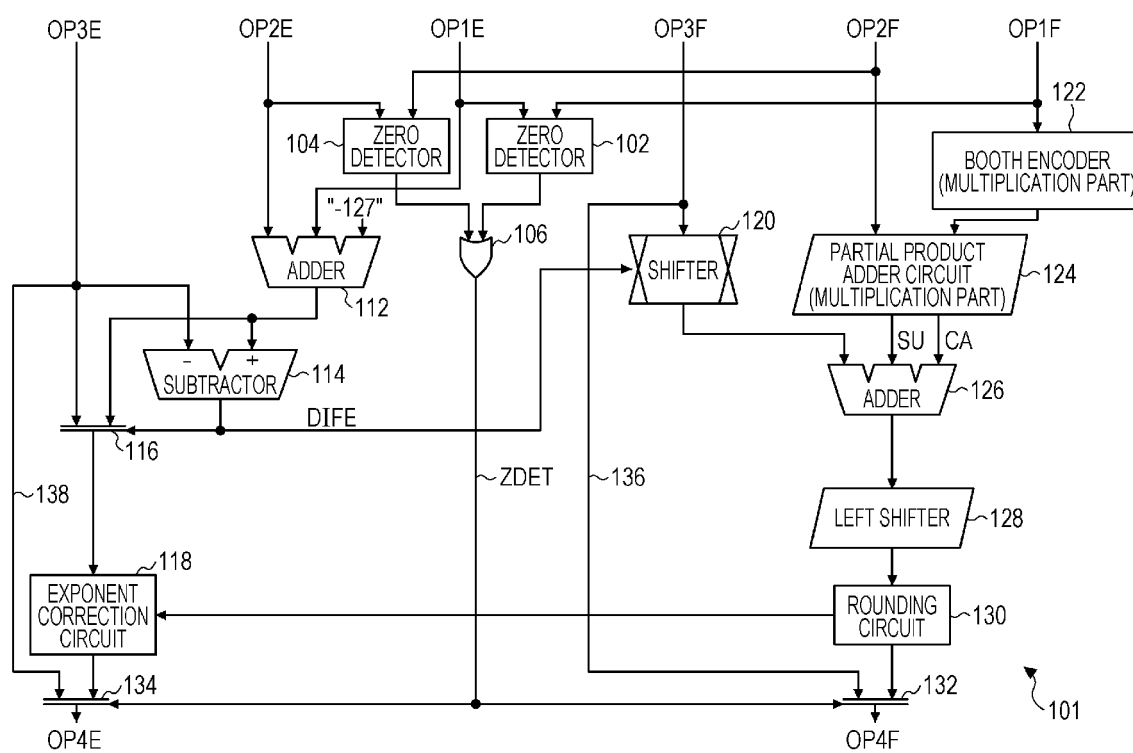 OP3E
OP2E
OP1E
OP3F
OP2F
OP1F
122
104
ZERO
DETECTOR
ZERO
DETECTOR
102
BOOTH ENCODER
(MULTIPLICATION PART)
"-127"
106
120
ADDER
112
SHIFTER
PARTIAL PRODUCT
ADDER CIRCUIT
(MULTIPLICATION PART)
124
SU
CA
- +
SUBTRACTOR
114
ADDER
126
DIFE
116
138
ZDET
136
LEFT SHIFTER
128
118
EXPONENT
CORRECTION
CIRCUIT
ROUNDING
CIRCUIT
130
134
132
101
OP4E
OP4F